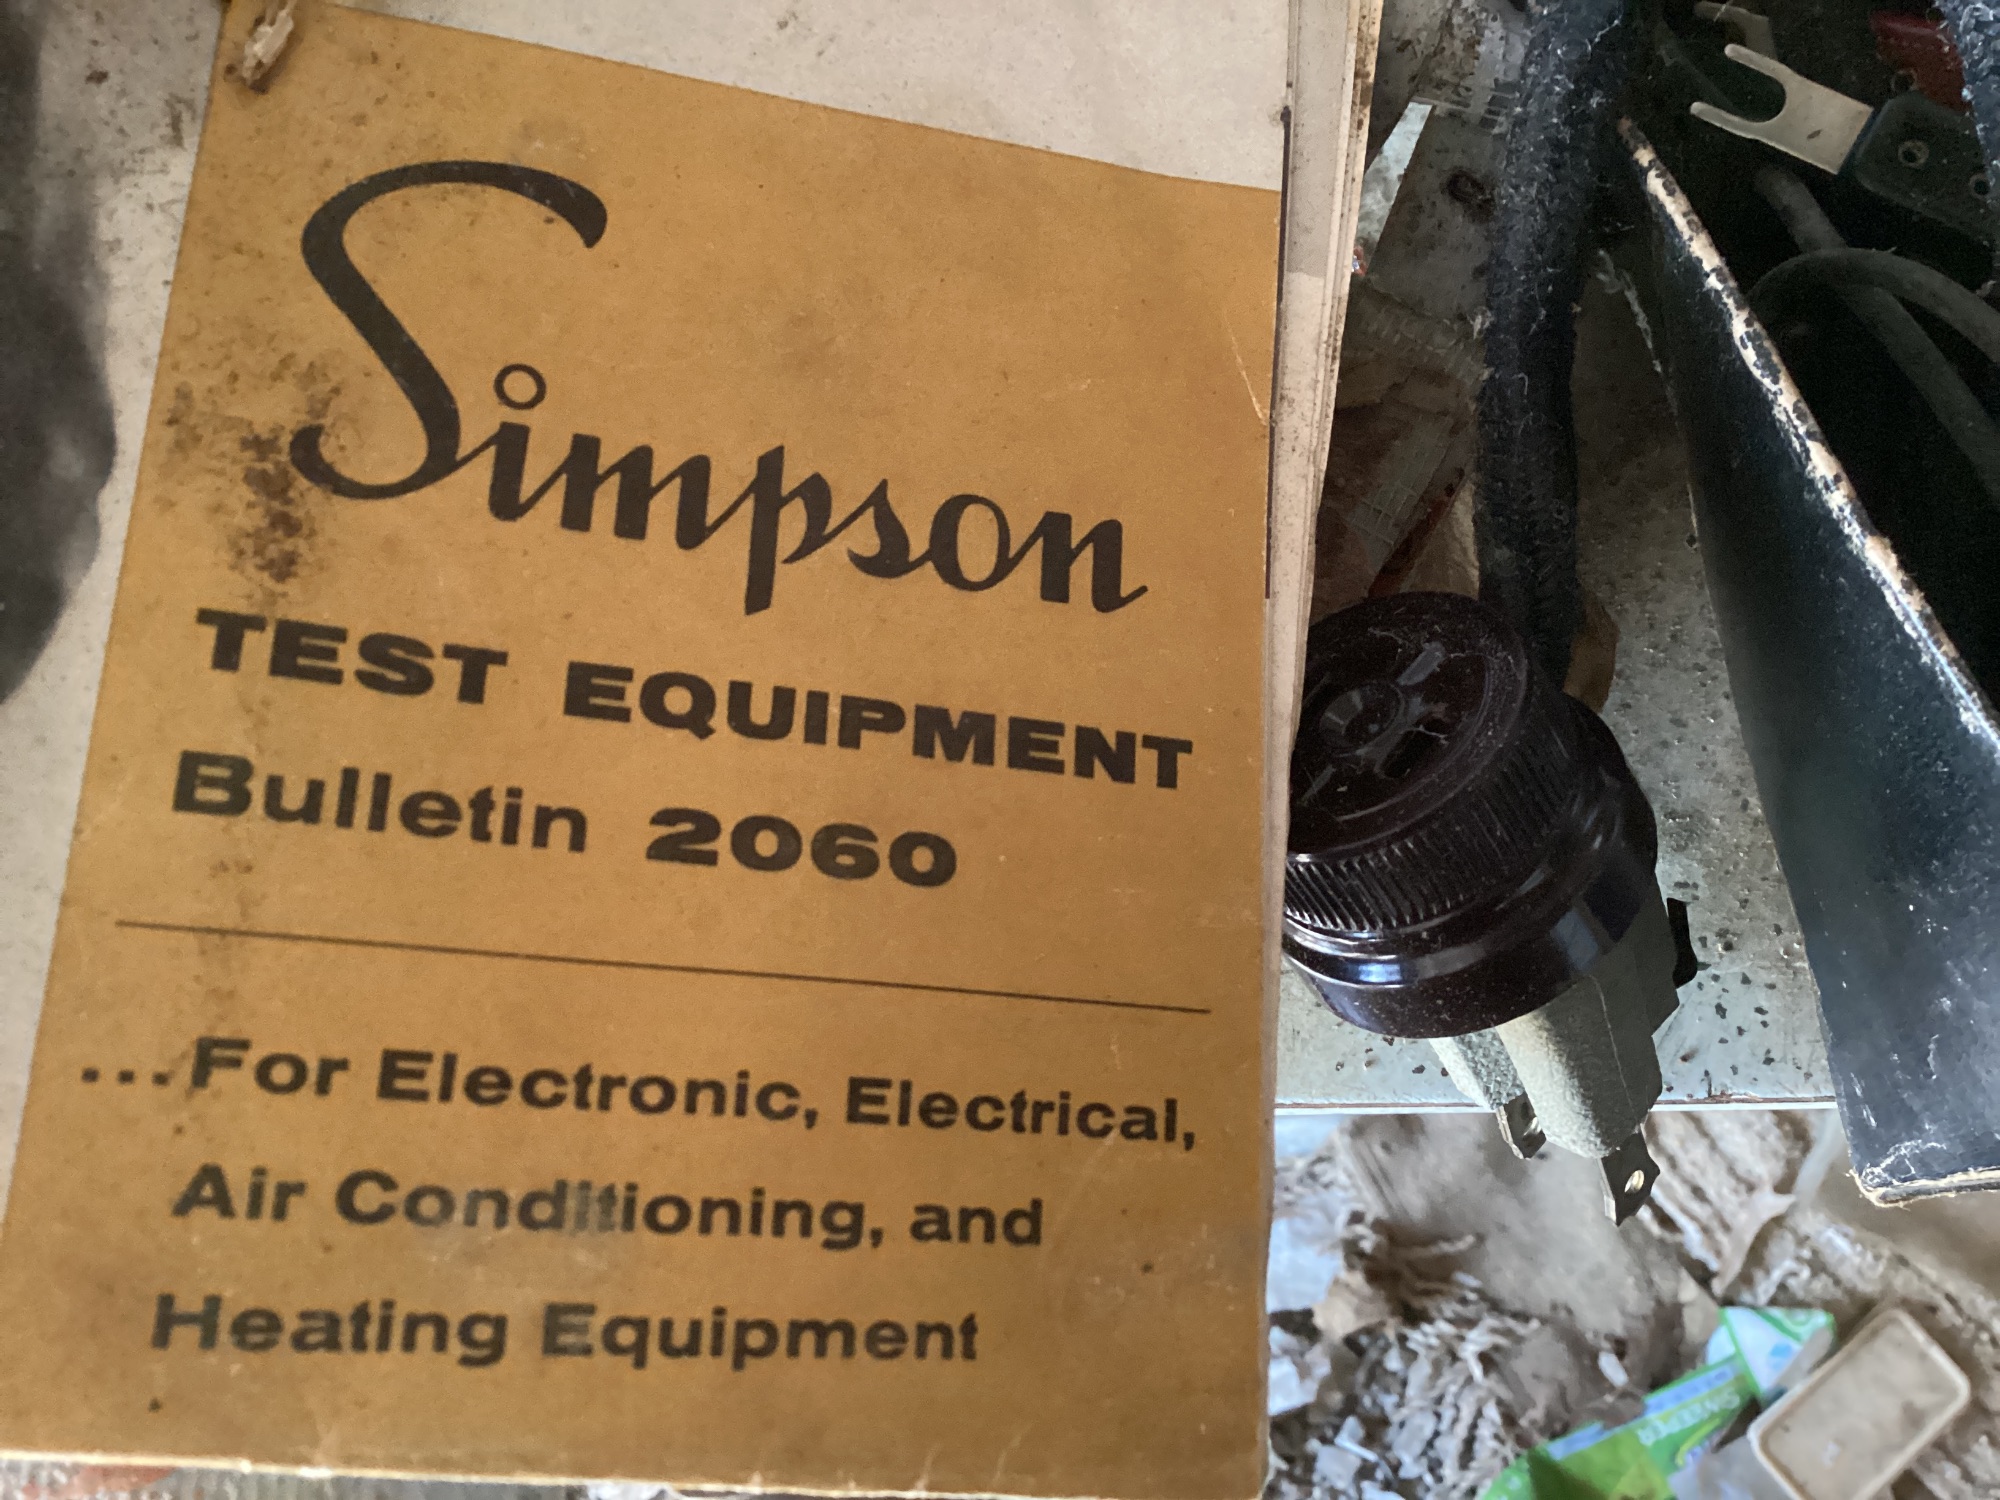 Simpson
TEST EQUIPMENT
Bulletin 2060
...For Electronic, Electrical,
Air Conditioning, and
Heating Equipment